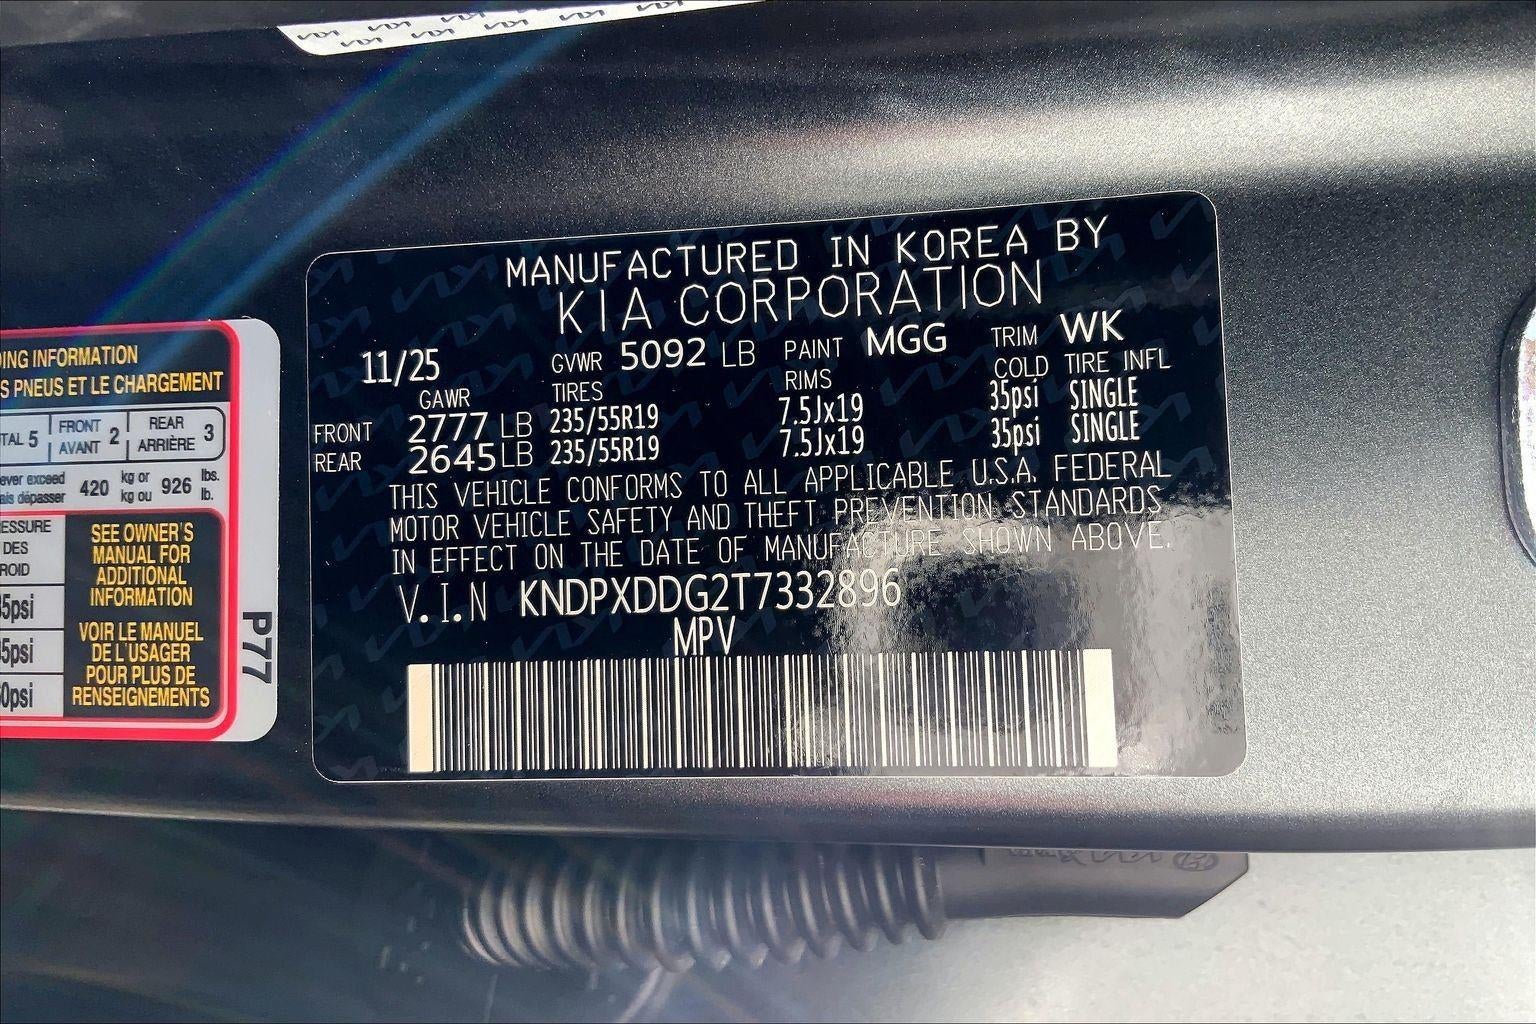 MANUFACTURED IN KOREA BY
KIA CORPORATION
11/25 GVWR 5092 LB PAINT MGG TRIM WK
GAWR TIRES RIMS COLD TIRE INFL
FRONT 2777 LB 235/55R19 7.5Jx19 35psi SINGLE
REAR 2645 LB 235/55R19 7.5Jx19 35psi SINGLE
THIS VEHICLE CONFORMS TO ALL APPLICABLE U.S.A. FEDERAL
MOTOR VEHICLE SAFETY AND THEFT PREVENTION STANDARDS
IN EFFECT ON THE DATE OF MANUFACTURE SHOWN ABOVE.
V.I.N KNDPXDDG2T7332896
MPV
INFORMATION
PNEUS ET LE CHARGEMENT
5 FRONT AVANT 2 REAR ARRIÈRE 3
exceed kg or lbs.
dépasser 420 kg ou 926 lb.
DES
SEE OWNER'S
MANUAL FOR
ADDITIONAL
INFORMATION
VOIR LE MANUEL
DE L'USAGER
POUR PLUS DE
RENSEIGNEMENTS
P77